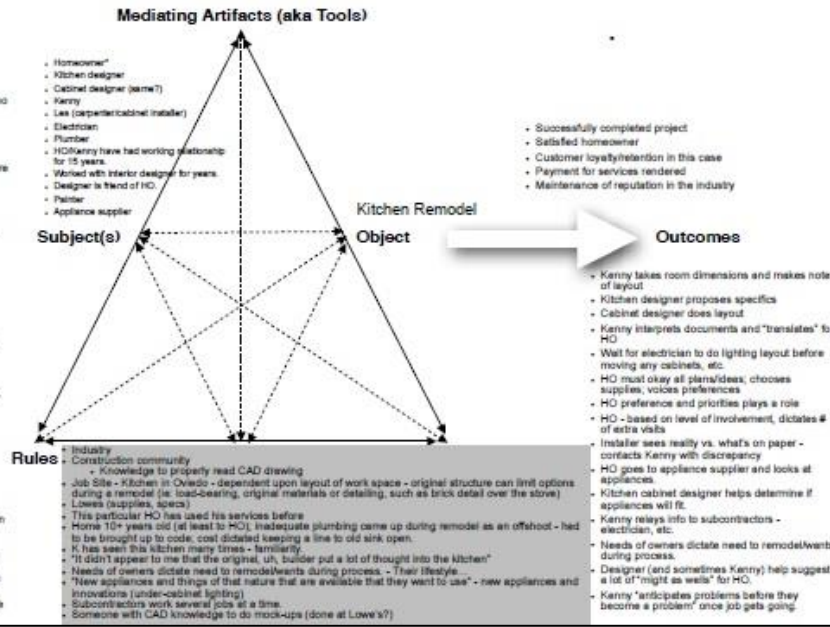 Mediating Artifacts (aka Tools)
Homeowner*
Kitchen designer
Cabinet designer (same?)
Kenny
Les (carpenter/cabinet installer)
Electrician
Plumber
HO/Kenny have had working relationship
for 15 years.
Worked with interior designer for years.
Designer is friend of HO.
Painter
Appliance supplier
Successfully completed project
Satisfied homeowner
Customer loyalty/retention in this case
Payment for services rendered
Maintenance of reputation in the industry
Kitchen Remodel
Subject(s)
Object
Outcomes
Kenny takes room dimensions and makes note
of layout
Kitchen designer proposes specifics
Cabinet designer does layout
Kenny interprets documents and "translates" fo
HO
Wait for electrician to do lighting layout before
moving any cabinets, etc.
HO must okay all plans/ideas; chooses
supplies; voices preferences
HO preference and priorities plays a role
HO - based on level of involvement, dictates #
of extra visits
Installer sees reality vs. what's on paper -
contacts Kenny with discrepancy
HO goes to appliance supplier and looks at
appliances.
Kitchen cabinet designer helps determine if
appliances will fit.
Kenny relays info to subcontractors -
electrician, etc.
Needs of owners dictate need to remodel/wants
during process.
Designer (and sometimes Kenny) help suggest
a lot of "might as wells" for HO.
Kenny "anticipates problems before they
become a problem" once job gets going.
Rules
Industry
Construction community
Knowledge to properly read CAD drawing
Job Site - Kitchen in Oviedo - dependent upon layout of work space - original structure can limit options
during a remodel (ie: load-bearing, original materials or detailing, such as brick detail over the stove)
Lowes (supplies, specs)
This particular HO has used his services before
Home 10+ years old (at least to HO); inadequate plumbing came up during remodel as an offshoot - had
to be brought up to code; cost dictated keeping a line to old sink open.
K has seen this kitchen many times - familiarity.
"It didn't appear to me that the original, uh, builder put a lot of thought into the kitchen"
Needs of owners dictate need to remodel/wants during process. - Their lifestyle...
"New appliances and things of that nature that are available that they want to use" - new appliances and
innovations (under-cabinet lighting)
Subcontractors work several jobs at a time.
Someone with CAD knowledge to do mock-ups (done at Lowe's?)